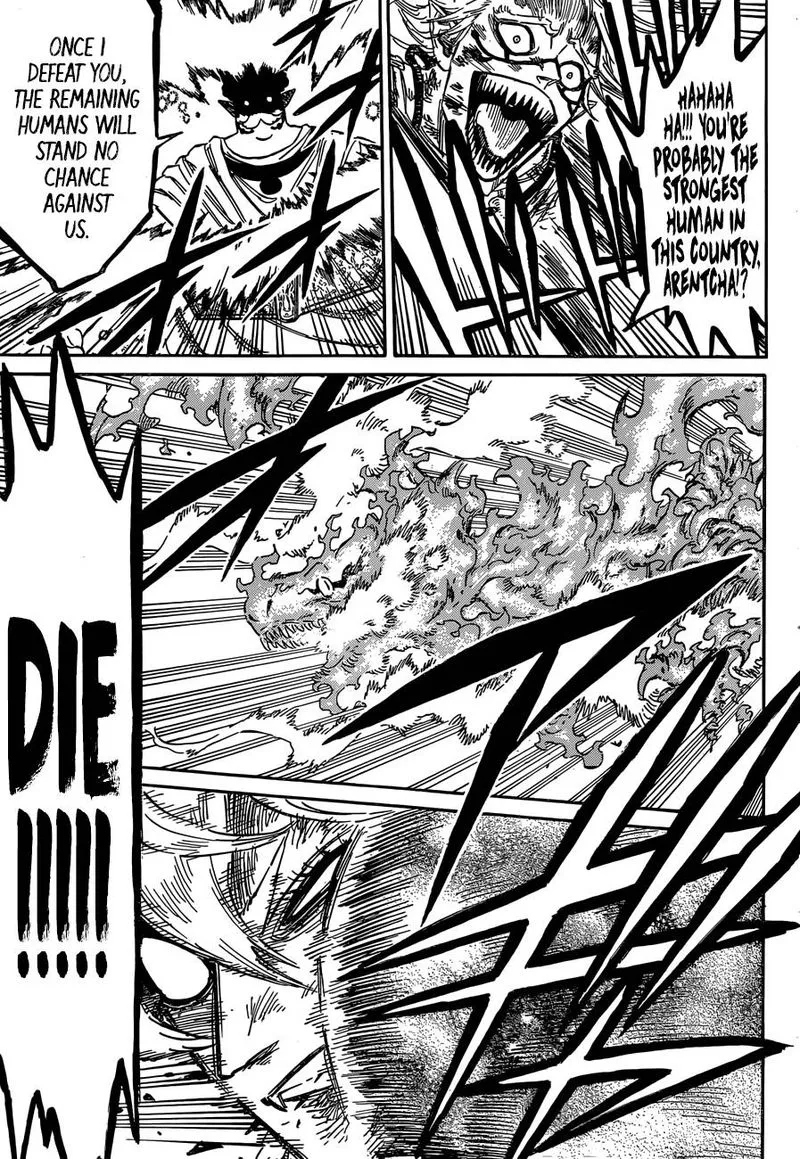 HAHAHA
HA!!! YOU'RE
PROBABLY THE
STRONGEST
HUMAN IN
THIS COUNTRY,
ARENTCHA!?
ONCE I
DEFEAT YOU,
THE REMAINING
HUMANS WILL
STAND NO
CHANCE
AGAINST
US.
DIE
!!!!!